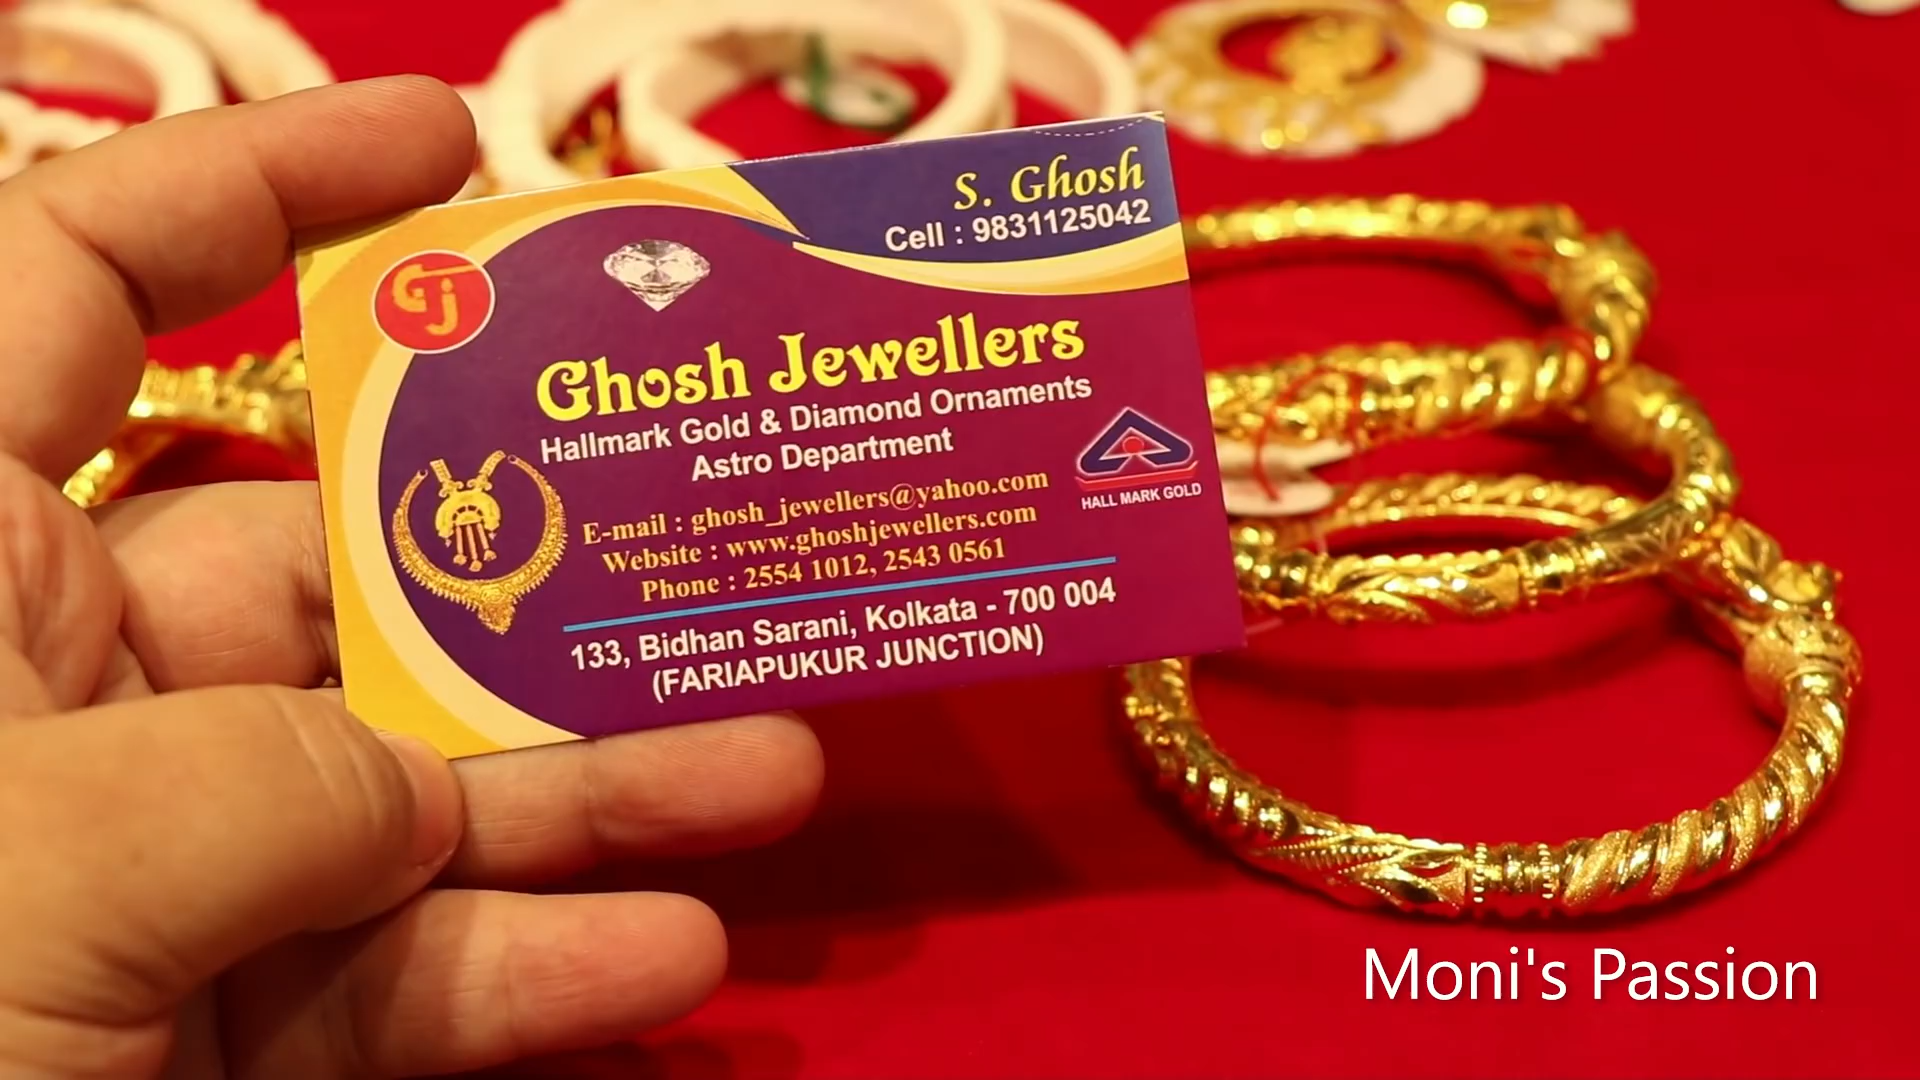 S. Ghosh
Cell : 9831125042
GJ
Ghosh Jewellers
Hallmark Gold & Diamond Ornaments
Astro Department
HALL MARK GOLD
E-mail : ghosh_jewellers@yahoo.com
Website : www.ghoshjewellers.com
Phone : 2554 1012, 2543 0561
133, Bidhan Sarani, Kolkata - 700 004
(FARIAPUKUR JUNCTION)
Moni's Passion